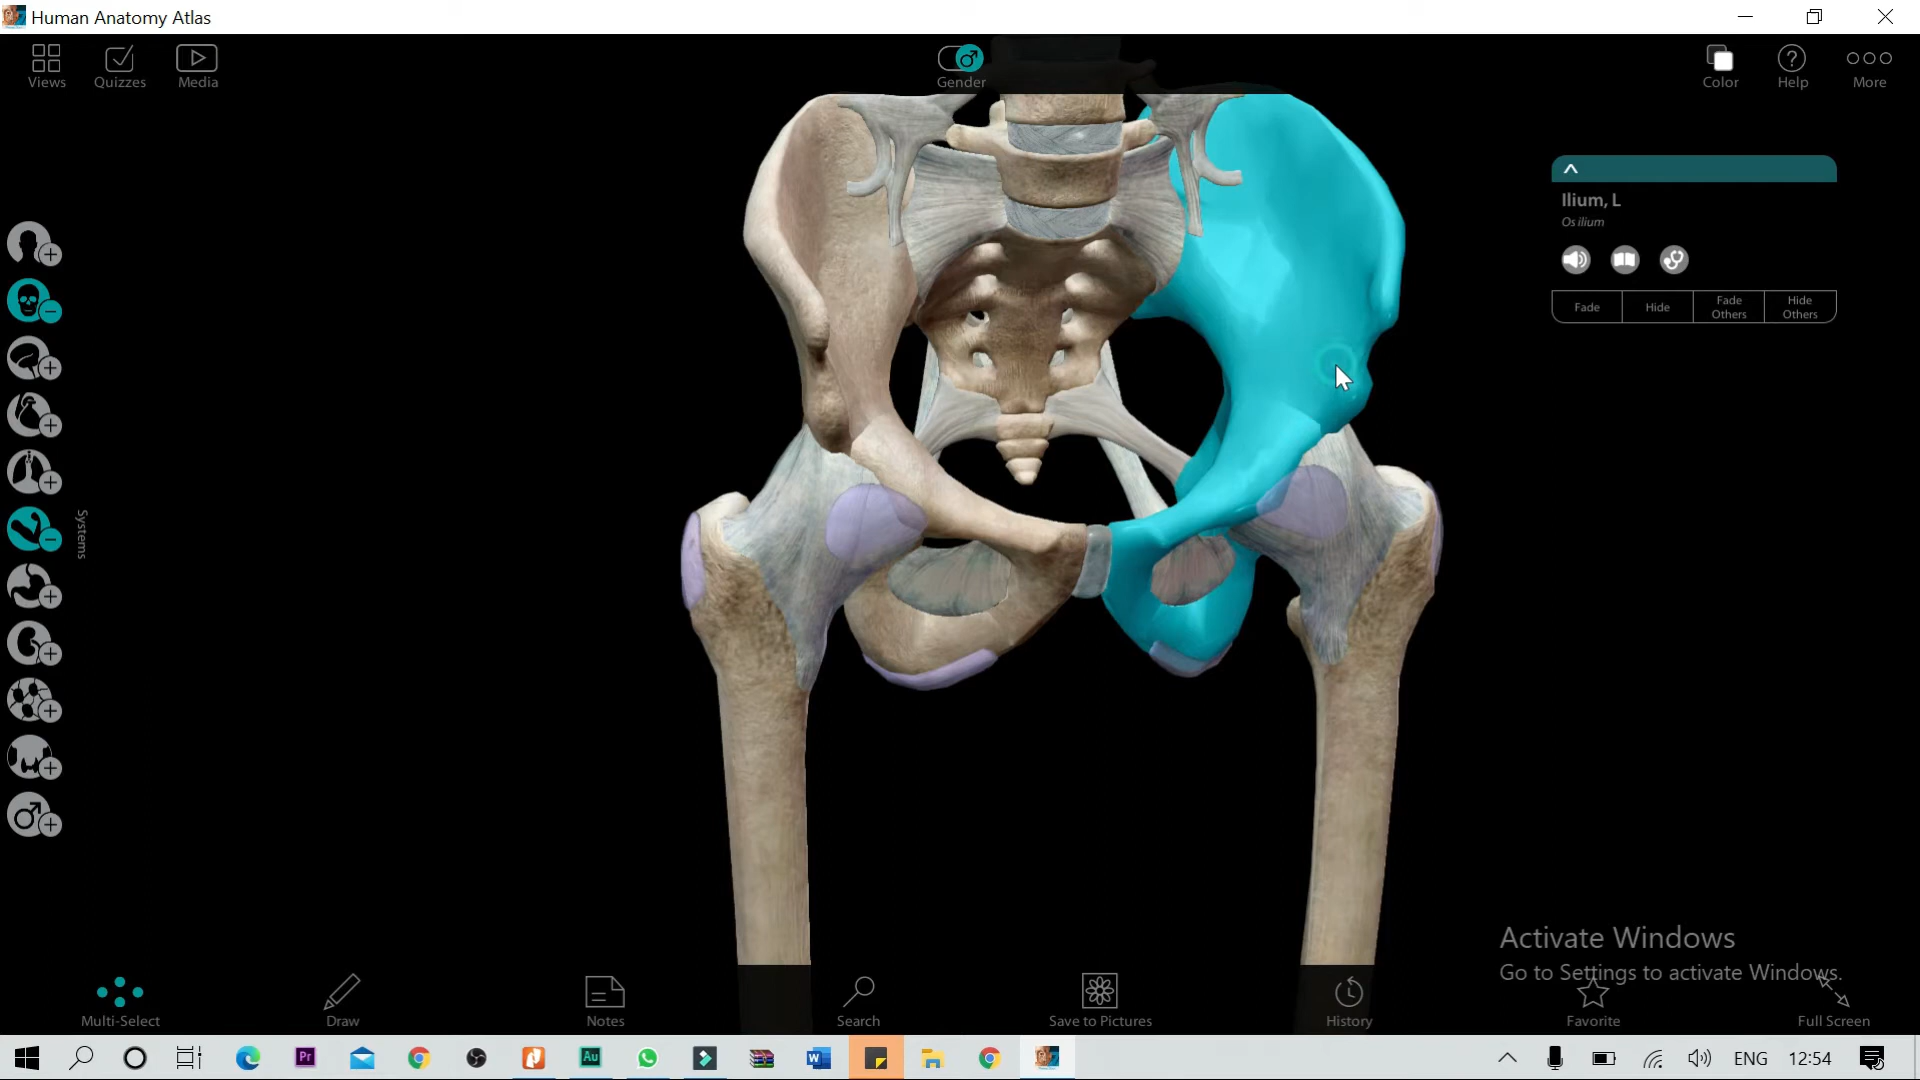 Human Anatomy Atlas
Views
Quizzes
Media
Gender
Color
Help
More
Ilium, L
Os ilium
Fade
Hide
Fade
Others
Hide
Others
Systems
Activate Windows
Go to Settings to activate Windows.
Multi-Select
Draw
Notes
Search
Save to Pictures
History
Favorite
Full Screen
Pr
Au
W
ENG
12:54